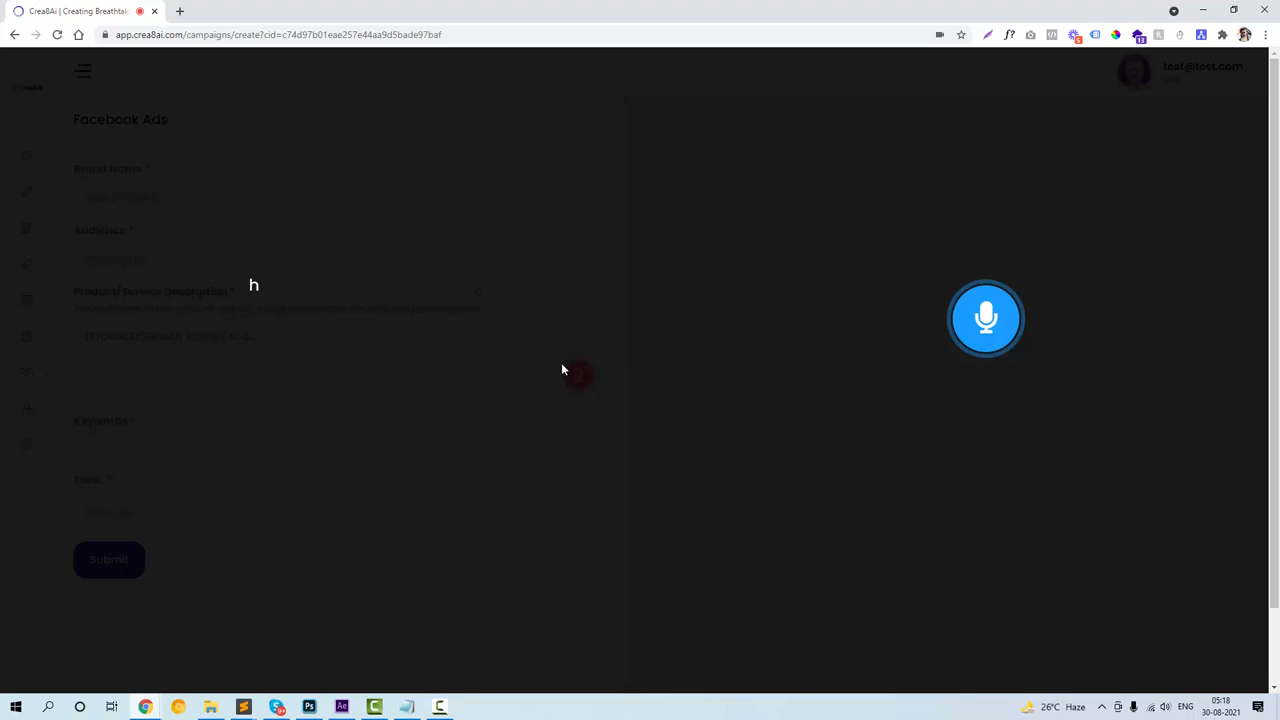 Crea8Ai | Creating Breathtak
app.crea8ai.com/campaigns/create?cid=c74d97b01eae257e44aa9d5bade97baf
test@test.com
Facebook Ads
Brand Name *
Audience *
h
Product/Service Description *
Keywords *
Tone *
Submit
26°C Haze
ENG
05:18
30-08-2021